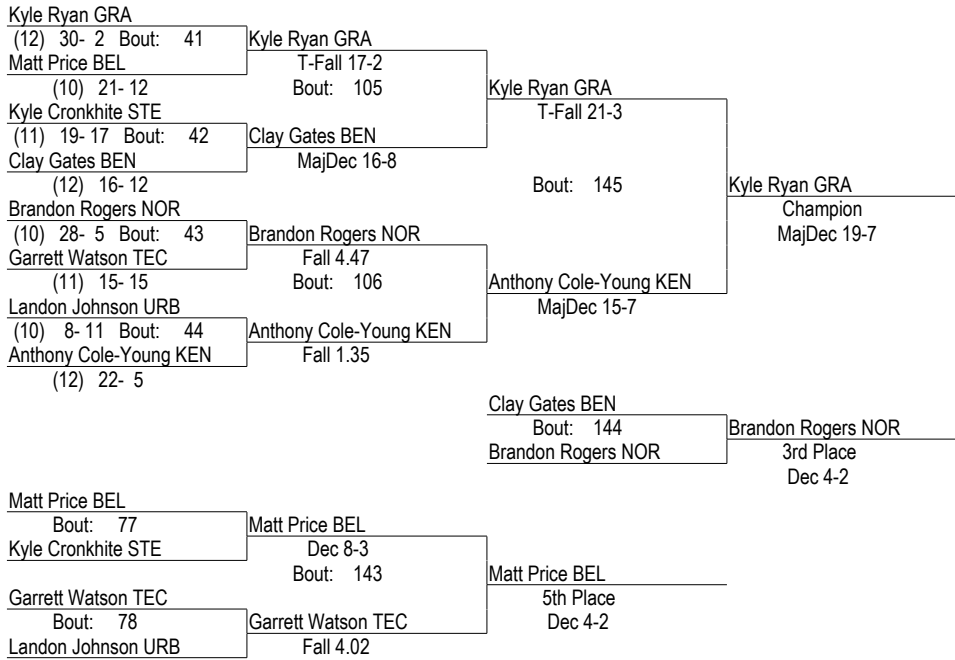 Kyle Ryan GRA
(12) 30- 2 Bout: 41
Kyle Ryan GRA
Matt Price BEL
T-Fall 17-2
(10) 21- 12
Bout: 105
Kyle Ryan GRA
Kyle Cronkhite STE
T-Fall 21-3
(11) 19- 17 Bout: 42
Clay Gates BEN
Clay Gates BEN
MajDec 16-8
(12) 16- 12
Bout: 145
Kyle Ryan GRA
Brandon Rogers NOR
Champion
(10) 28- 5 Bout: 43
Brandon Rogers NOR
MajDec 19-7
Garrett Watson TEC
Fall 4.47
(11) 15- 15
Bout: 106
Anthony Cole-Young KEN
Landon Johnson URB
MajDec 15-7
(10) 8- 11 Bout: 44
Anthony Cole-Young KEN
Anthony Cole-Young KEN
Fall 1.35
(12) 22- 5
Clay Gates BEN
Bout: 144
Brandon Rogers NOR
Brandon Rogers NOR
3rd Place
Dec 4-2
Matt Price BEL
Bout: 77
Matt Price BEL
Kyle Cronkhite STE
Dec 8-3
Bout: 143
Matt Price BEL
Garrett Watson TEC
5th Place
Bout: 78
Garrett Watson TEC
Dec 4-2
Landon Johnson URB
Fall 4.02